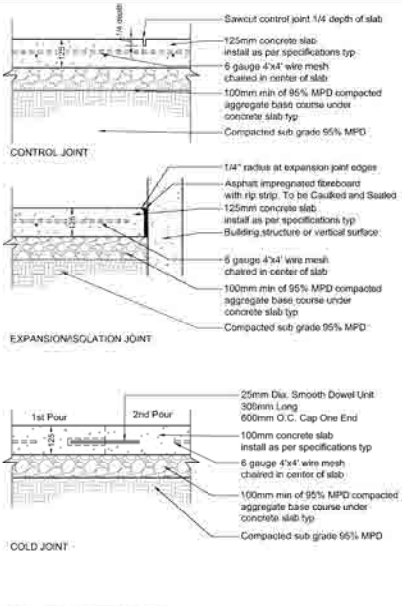 1/4 depth
125
Sawcut control joint 1/4 depth of slab
125mm concrete slab
install as per specifications typ
6 gauge 4'x4' wire mesh
chaired in center of slab
100mm min of 95% MPD compacted
aggregate base course under
concrete slab typ
Compacted sub grade 95% MPD
CONTROL JOINT
125
1/4" radius at expansion joint edges
Asphalt impregnated fibreboard
with rip strip. To be Caulked and Sealed
125mm concrete slab
install as per specifications typ
Building,structure or vertical surface
6 gauge 4'x4' wire mesh
chaired in center of slab
100mm min of 95% MPD compacted
aggregate base course under
concrete slab typ
Compacted sub grade 95% MPD
EXPANSION/ISOLATION JOINT
1st Pour
2nd Pour
125
25mm Dia. Smooth Dowel Unit
300mm Long
600mm O.C. Cap One End
100mm concrete slab
install as per specifications typ
6 gauge 4'x4' wire mesh
chaired in center of slab
100mm min of 95% MPD compacted
aggregate base course under
concrete slab typ
Compacted sub grade 95% MPD
COLD JOINT